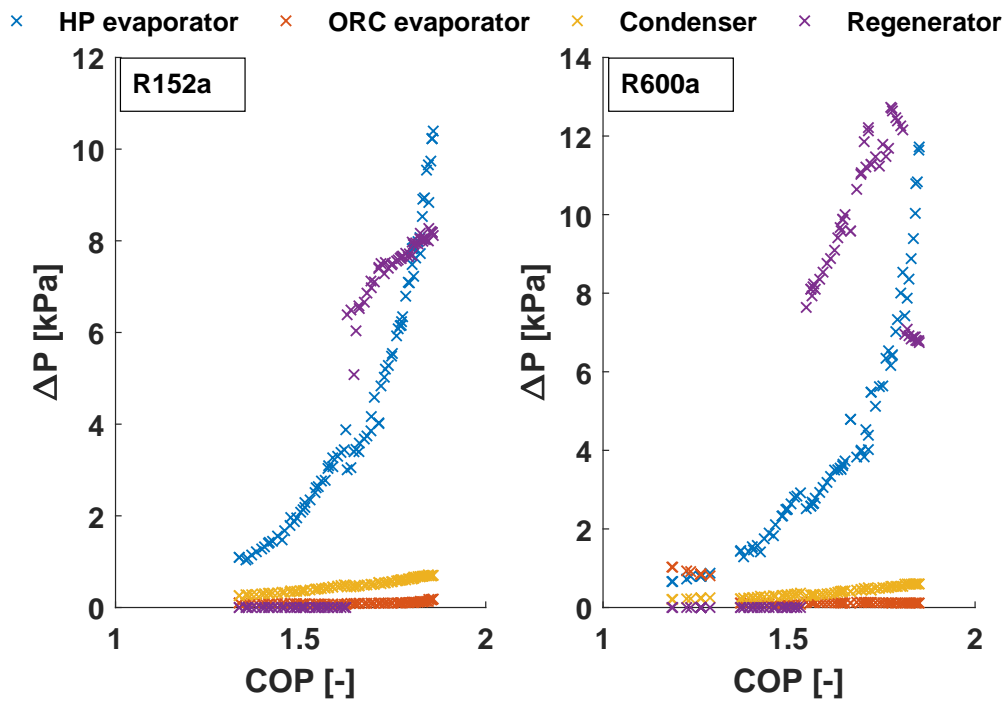 HP evaporator ORC evaporator Condenser Regenerator
R152a
12
10
8
6
4
2
0
ΔP [kPa]
1 1.5 2
COP [-]
R600a
14
12
10
8
6
4
2
0
ΔP [kPa]
1 1.5 2
COP [-]